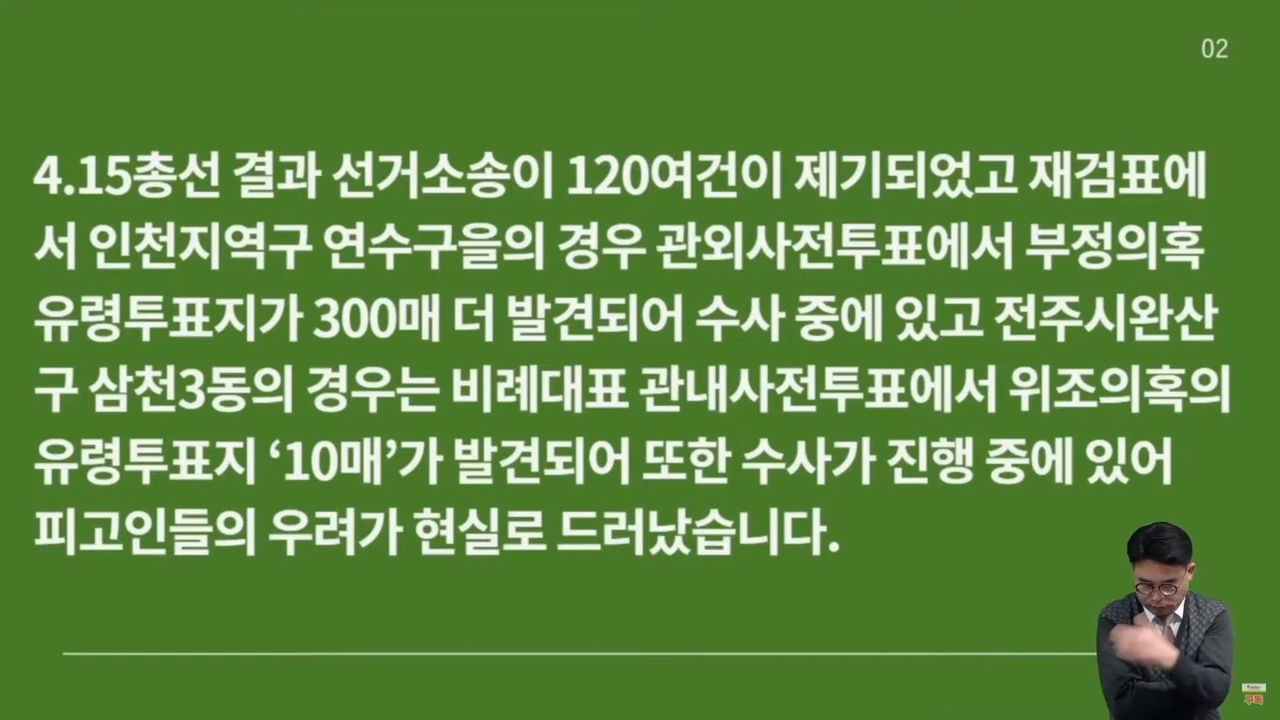 02
4.15총선 결과 선거소송이 120여건이 제기되었고 재검표에
서 인천지역구 연수구을의 경우 관외사전투표에서 부정의혹
유령투표지가 300매 더 발견되어 수사 중에 있고 전주시완산
구 삼천3동의 경우는 비례대표 관내사전투표에서 위조의혹의
유령투표지 ‘10매’가 발견되어 또한 수사가 진행 중에 있어
피고인들의 우려가 현실로 드러났습니다.
구독